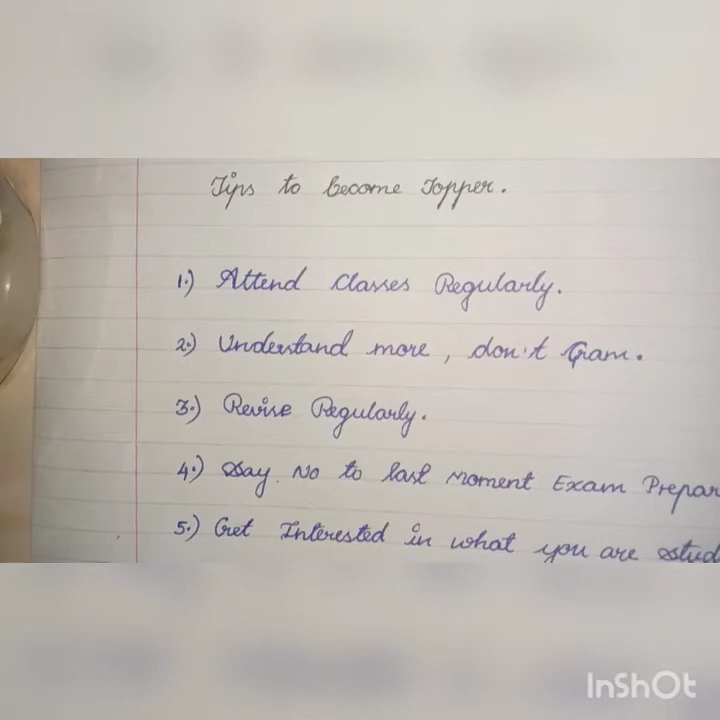 Tips to become Topper.
1.) Attend Classes Regularly.
2.) Understand more, don't Cram.
3.) Revise Regularly.
4.) Say No to last Moment Exam Prepar
5.) Get Interested in what you are stud
InShOt